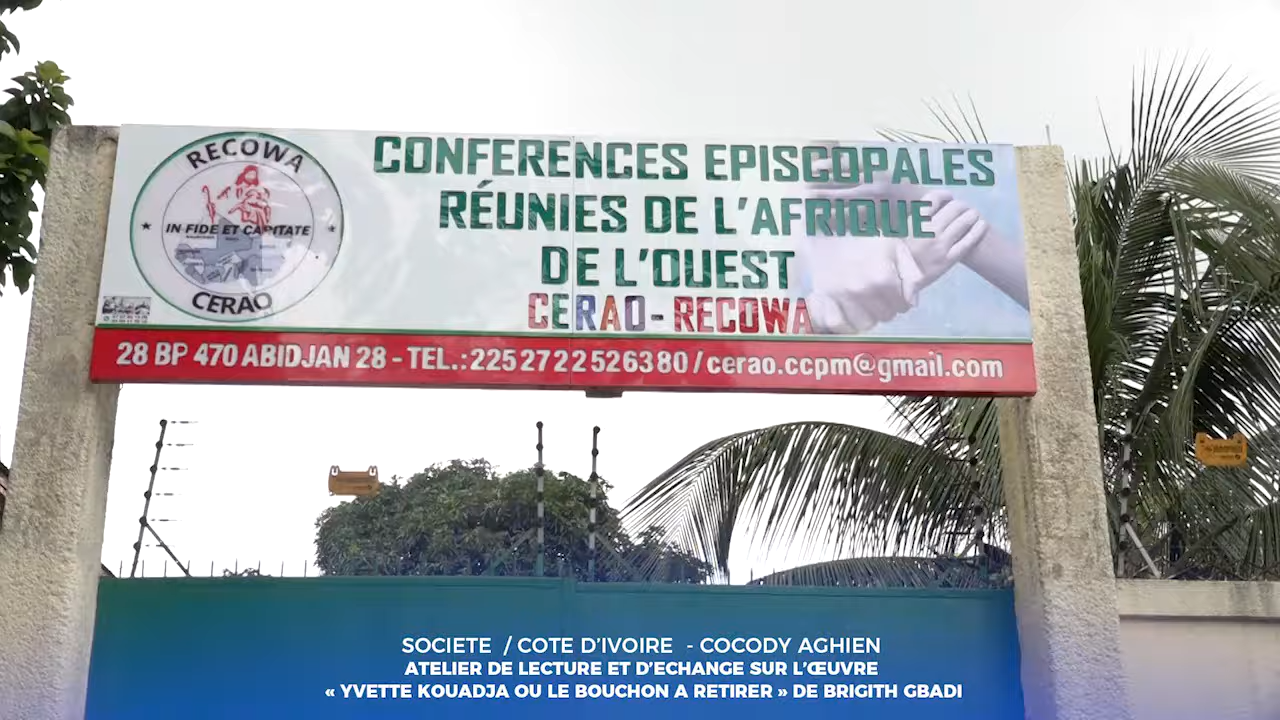 RECOWA
IN FIDE ET CAPITATE
CERAO
CONFERENCES EPISCOPALES
RÉUNIES DE L'AFRIQUE
DE L'OUEST
CERAO-RECOWA
28 BP 470 ABIDJAN 28 - TEL.: 225 27 22 52 63 80 / cerao.ccpm@gmail.com
SOCIETE / COTE D'IVOIRE - COCODY AGHIEN
ATELIER DE LECTURE ET D'ECHANGE SUR L'ŒUVRE
« YVETTE KOUADJA OU LE BOUCHON A RETIRER » DE BRIGITH GBADI